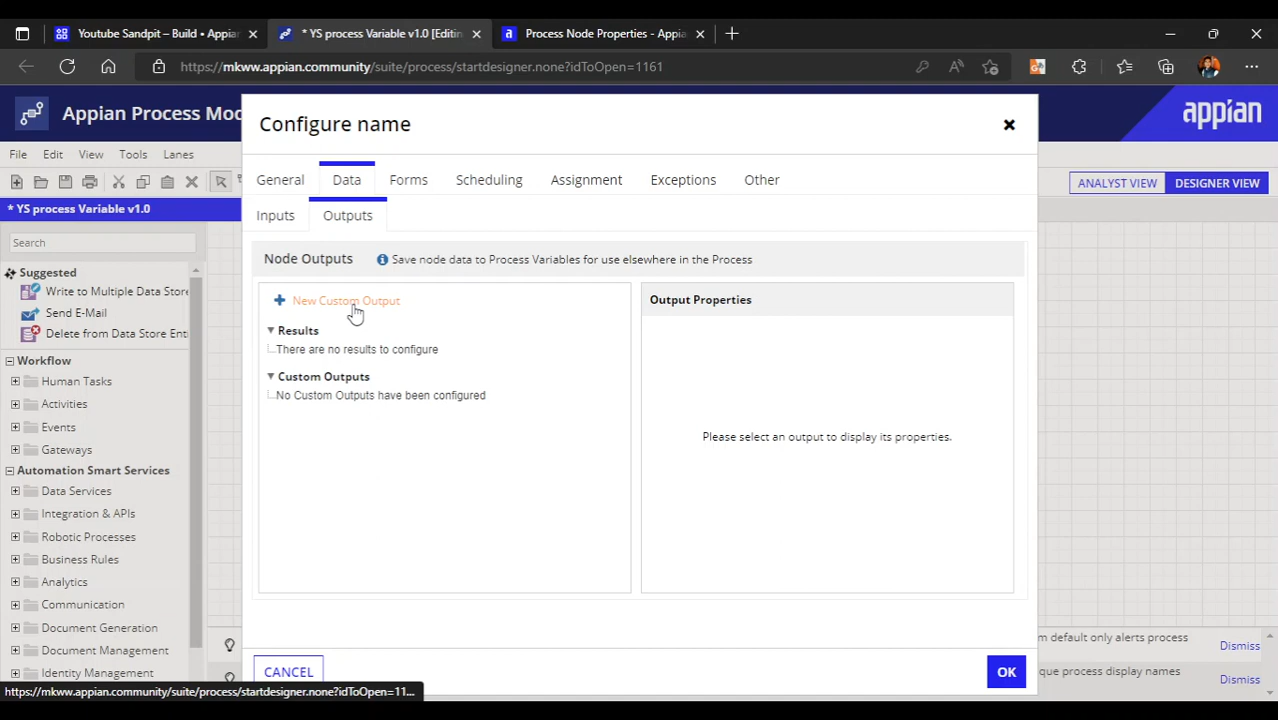 Youtube Sandpit – Build • Appian
* YS process Variable v1.0 [Editin
Process Node Properties - Appia
https://mkww.appian.community/suite/process/startdesigner.none?idToOpen=1161
Appian Process Mod
appian
Configure name
File Edit View Tools Lanes
General Data Forms Scheduling Assignment Exceptions Other
ANALYST VIEW DESIGNER VIEW
* YS process Variable v1.0
Inputs Outputs
Search
Node Outputs
Save node data to Process Variables for use elsewhere in the Process
Suggested
Write to Multiple Data Store
Send E-Mail
Delete from Data Store Enti
Workflow
Human Tasks
Activities
Events
Gateways
Automation Smart Services
Data Services
Integration & APIs
Robotic Processes
Business Rules
Analytics
Communication
Document Generation
Document Management
Identity Management
New Custom Output
Results
There are no results to configure
Custom Outputs
No Custom Outputs have been configured
Output Properties
Please select an output to display its properties.
m default only alerts process
Dismiss
que process display names
Dismiss
CANCEL
OK
https://mkww.appian.community/suite/process/startdesigner.none?idToOpen=11...